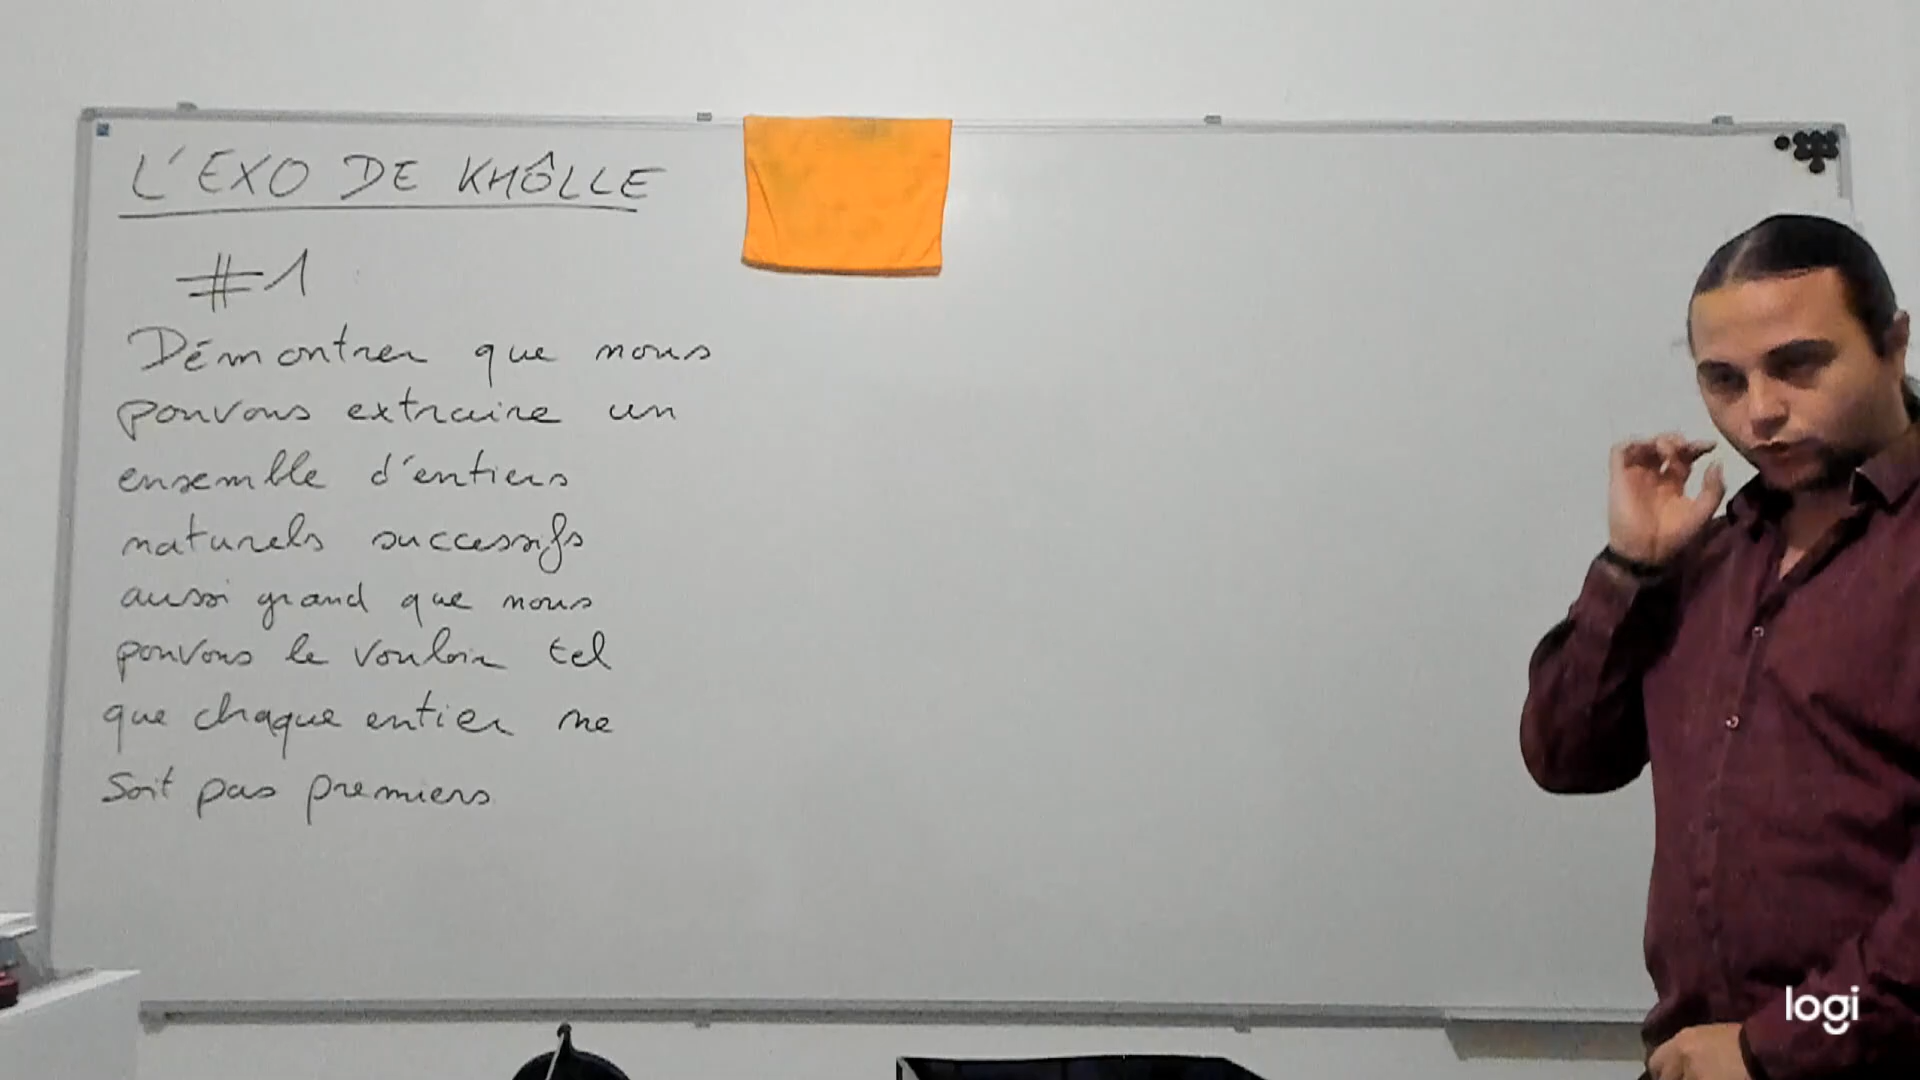 L'EXO DE KHÔLLE
#1
Démontrer que nous
pouvons extraire un
ensemble d'entiers
naturels successifs
aussi grand que nous
pouvons le vouloir tel
que chaque entier ne
soit pas premiers
logi